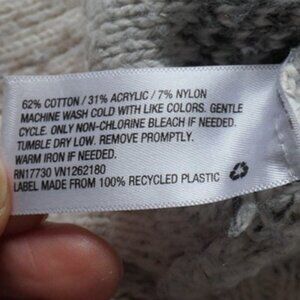 62% COTTON / 31% ACRYLIC / 7% NYLON
MACHINE WASH COLD WITH LIKE COLORS. GENTLE
CYCLE. ONLY NON-CHLORINE BLEACH IF NEEDED.
TUMBLE DRY LOW. REMOVE PROMPTLY.
WARM IRON IF NEEDED.
RN17730 VN1262180
LABEL MADE FROM 100% RECYCLED PLASTIC